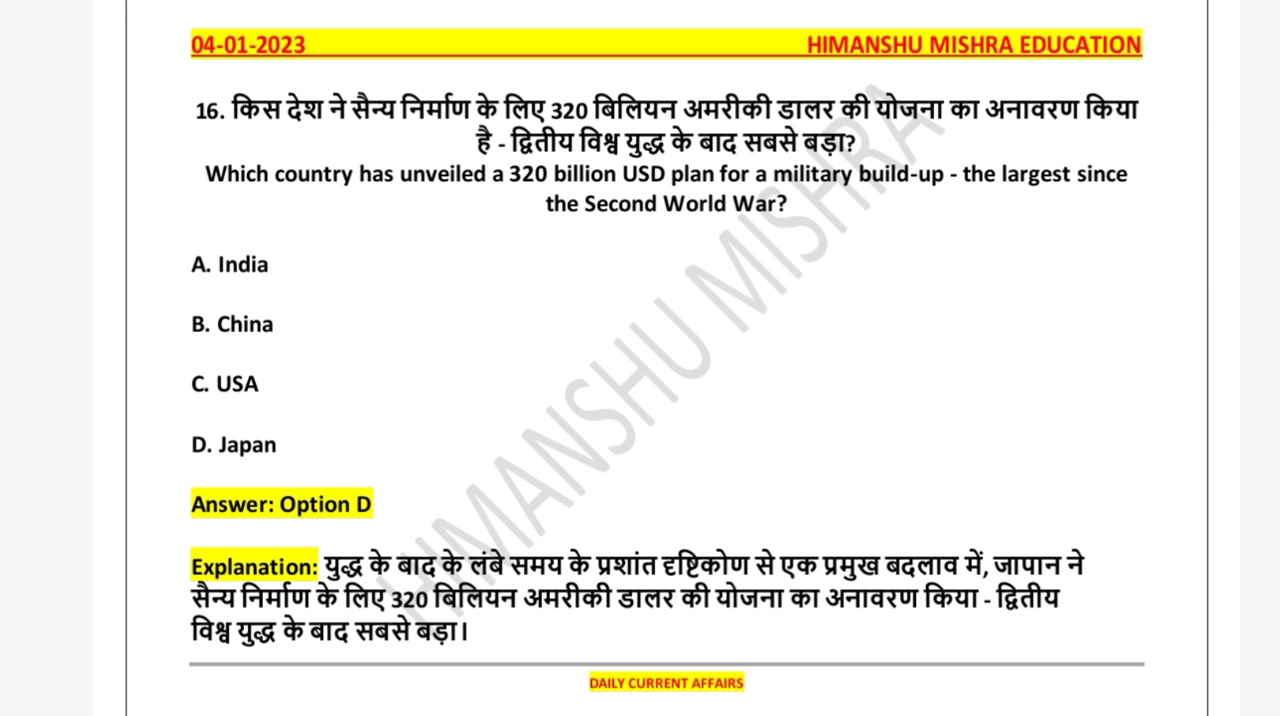 04-01-2023 HIMANSHU MISHRA EDUCATION
16. किस देश ने सैन्य निर्माण के लिए 320 बिलियन अमरीकी डालर की योजना का अनावरण किया
है - द्वितीय विश्व युद्ध के बाद सबसे बड़ा?
Which country has unveiled a 320 billion USD plan for a military build-up - the largest since
the Second World War?
A. India
B. China
C. USA
D. Japan
Answer: Option D
Explanation: युद्ध के बाद के लंबे समय के प्रशांत दृष्टिकोण से एक प्रमुख बदलाव में, जापान ने
सैन्य निर्माण के लिए 320 बिलियन अमरीकी डालर की योजना का अनावरण किया - द्वितीय
विश्व युद्ध के बाद सबसे बड़ा।
DAILY CURRENT AFFAIRS
HIMANSHU MISHRA